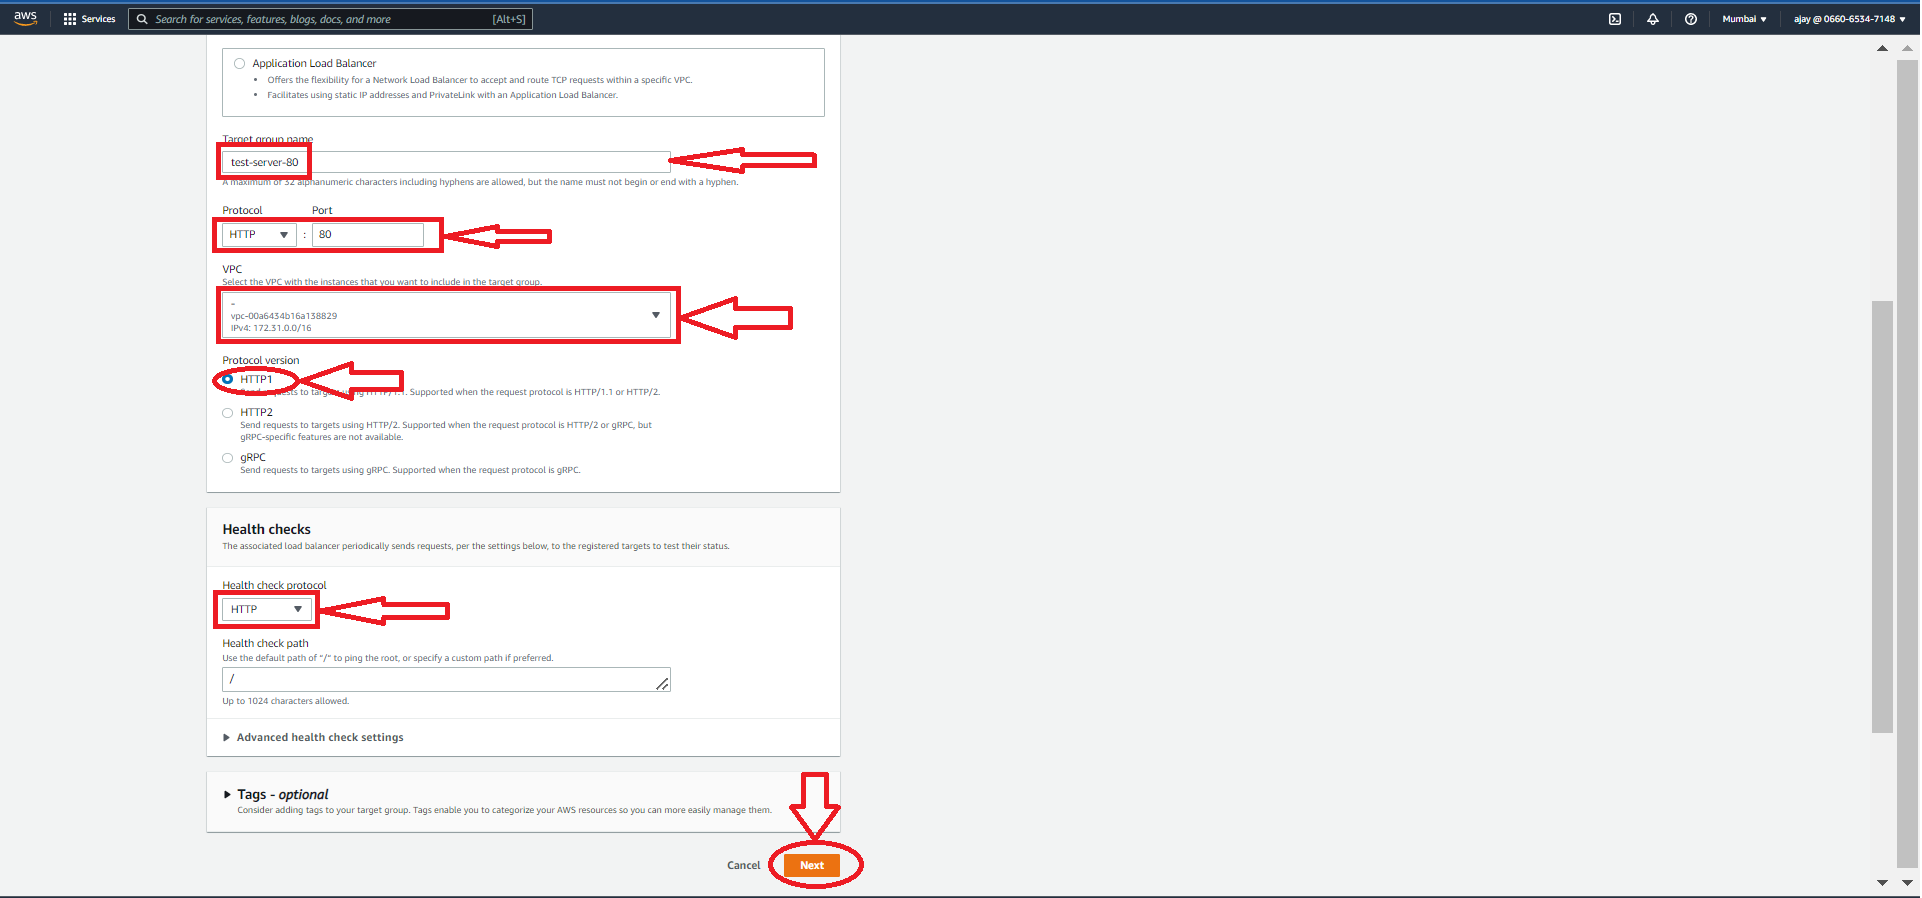 aws
Services
Search for services, features, blogs, docs, and more
[Alt+S]
Mumbai
ajay @ 0660-6534-7148
Application Load Balancer
• Offers the flexibility for a Network Load Balancer to accept and route TCP requests within a specific VPC.
• Facilitates using static IP addresses and PrivateLink with an Application Load Balancer.
Target group name
test-server-80
A maximum of 32 alphanumeric characters including hyphens are allowed, but the name must not begin or end with a hyphen.
Protocol Port
HTTP : 80
VPC
Select the VPC with the instances that you want to include in the target group.
-
vpc-00a6434b16a138829
IPv4: 172.31.0.0/16
Protocol version
HTTP1
Send requests to targets using HTTP/1.1. Supported when the request protocol is HTTP/1.1 or HTTP/2.
HTTP2
Send requests to targets using HTTP/2. Supported when the request protocol is HTTP/2 or gRPC, but
gRPC-specific features are not available.
gRPC
Send requests to targets using gRPC. Supported when the request protocol is gRPC.
Health checks
The associated load balancer periodically sends requests, per the settings below, to the registered targets to test their status.
Health check protocol
HTTP
Health check path
Use the default path of "/" to ping the root, or specify a custom path if preferred.
/
Up to 1024 characters allowed.
Advanced health check settings
Tags - optional
Consider adding tags to your target group. Tags enable you to categorize your AWS resources so you can more easily manage them.
Cancel
Next